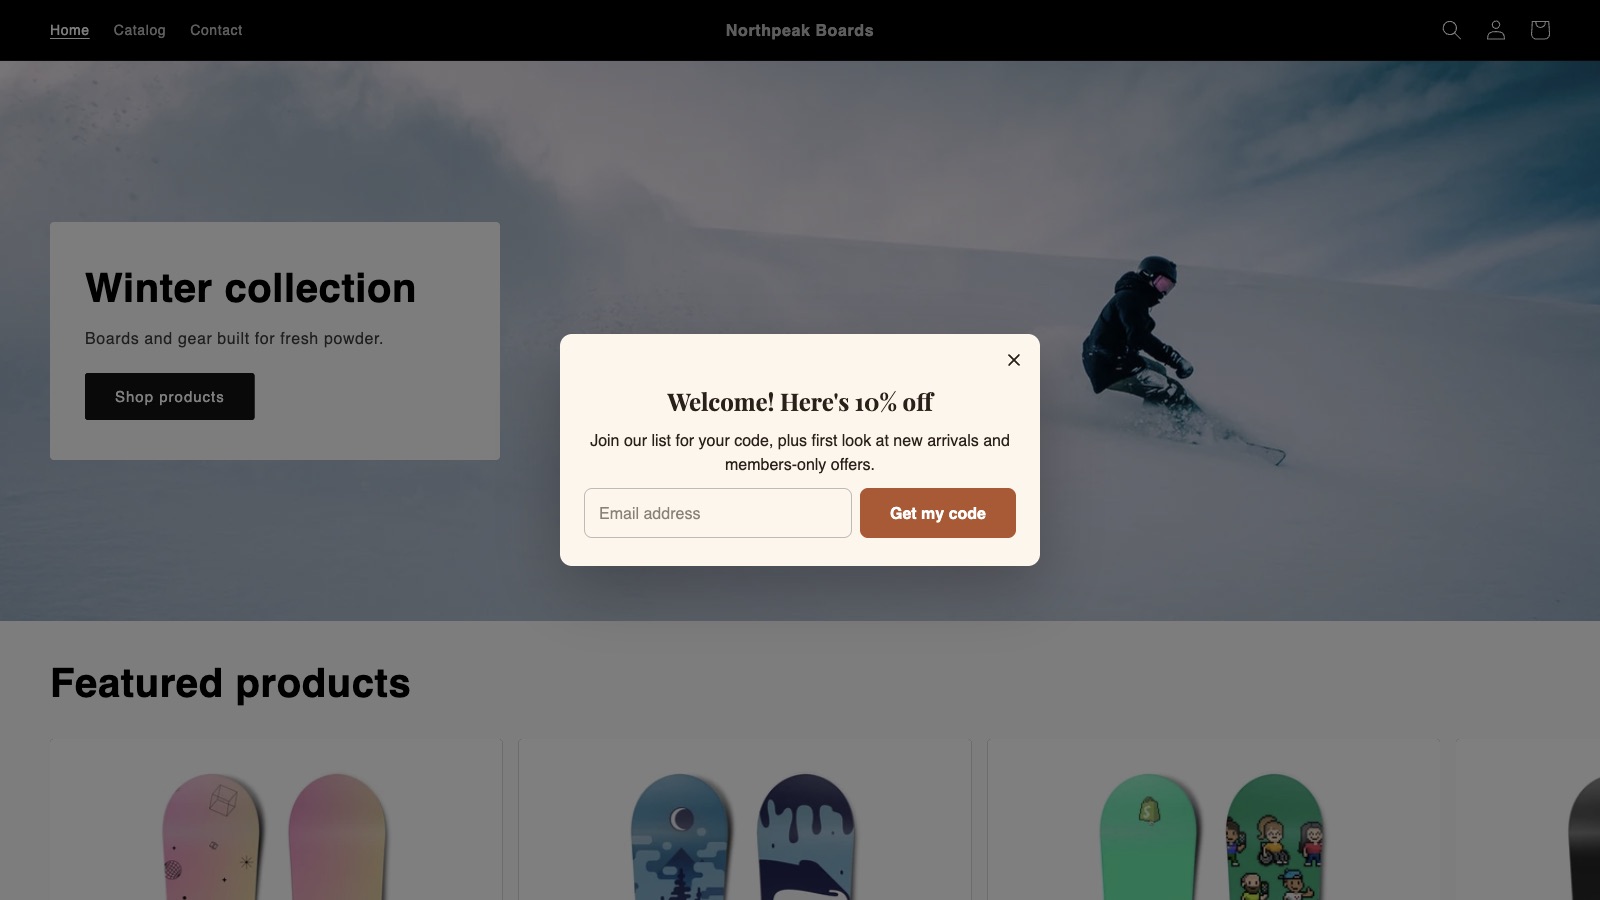 Home
Catalog
Contact
Northpeak Boards
Winter collection
Boards and gear built for fresh powder.
Shop products
Welcome! Here's 10% off
Join our list for your code, plus first look at new arrivals and
members-only offers.
Email address
Get my code
Featured products